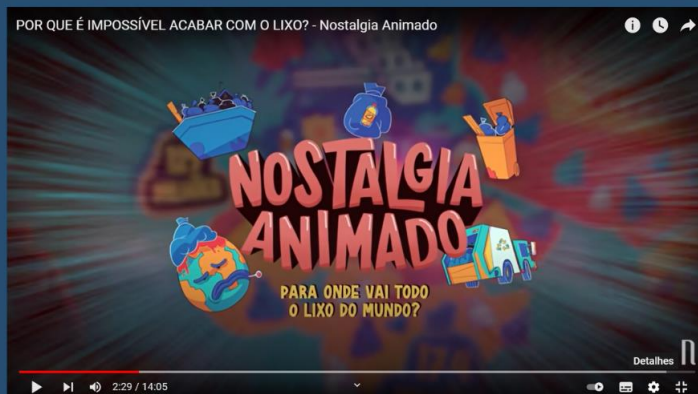 POR QUE É IMPOSSÍVEL ACABAR COM O LIXO? - Nostalgia Animado
NOSTALGIA
ANIMADO
PARA ONDE VAI TODO
O LIXO DO MUNDO?
Detalhes
2:29 / 14:05